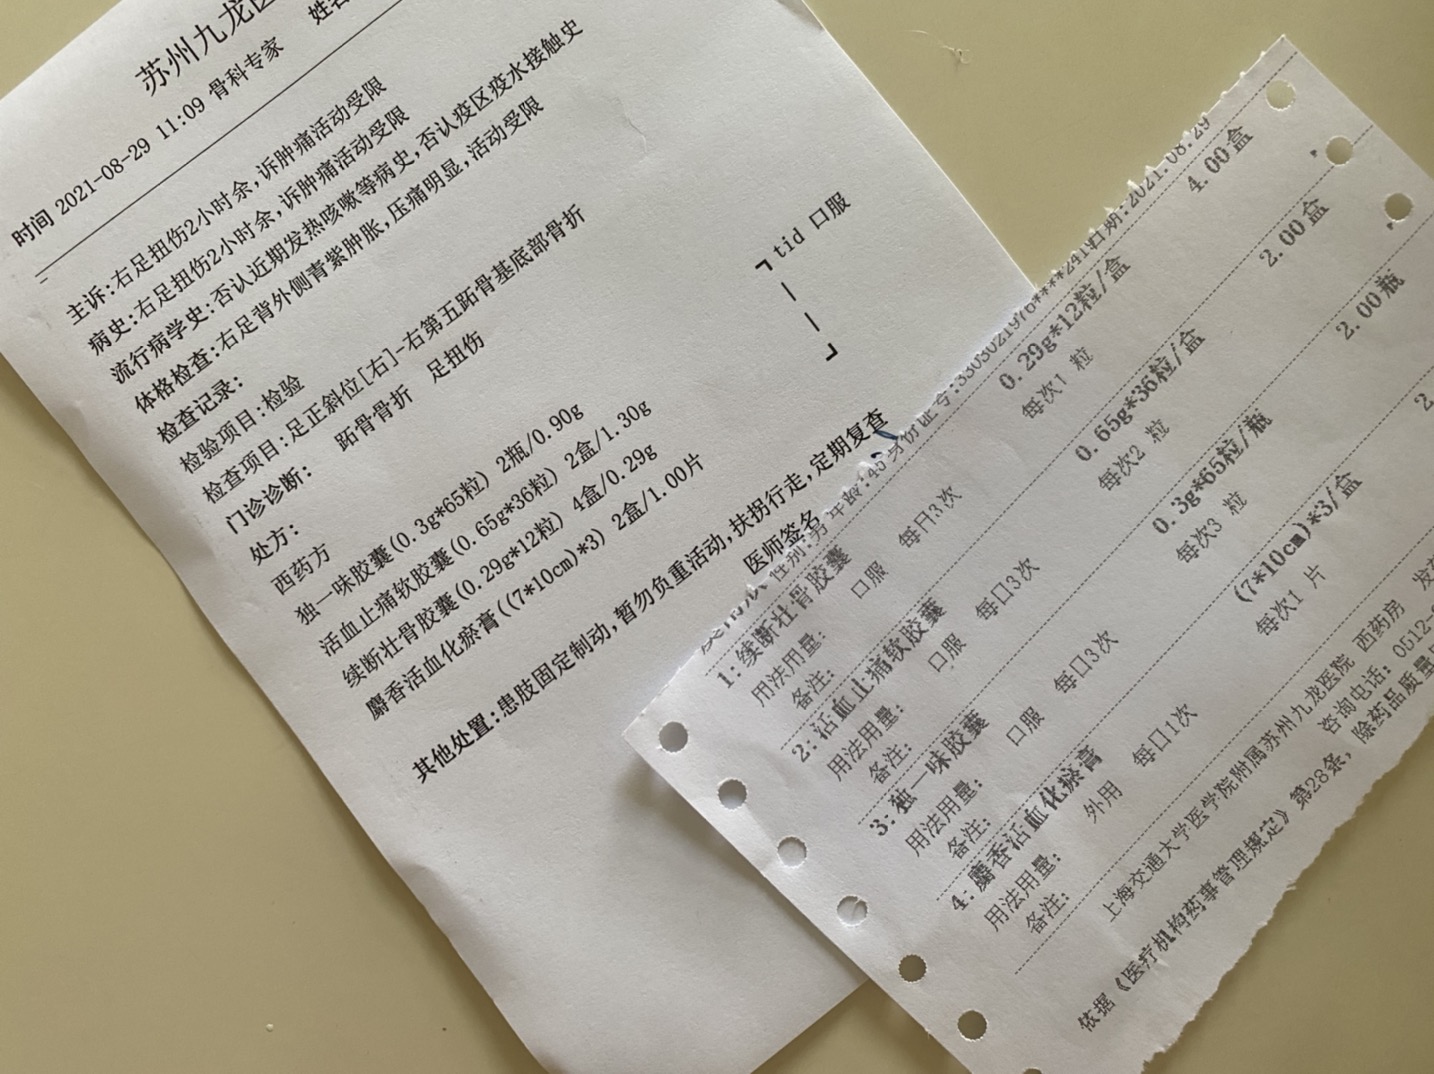 苏州九龙医
姓名
时间 2021-08-29 11:09 骨科专家
主诉:右足扭伤2小时余,诉肿痛活动受限
病史:右足扭伤2小时余,诉肿痛活动受限
流行病学史:否认近期发热咳嗽等病史,否认疫区疫水接触史
体格检查:右足背外侧青紫肿胀,压痛明显,活动受限
检查记录:
检验项目:检验
检查项目:足正斜位[右]-右第五跖骨基底部骨折
门诊诊断: 跖骨骨折 足扭伤
处方:
西药方
独一味胶囊(0.3g*65粒) 2瓶/0.90g
活血止痛软胶囊(0.65g*36粒) 2盒/1.30g
续断壮骨胶囊(0.29g*12粒) 4盒/0.29g
麝香活血化瘀膏((7*10cm)*3) 2盒/1.00片
tid 口服
其他处置:患肢固定制动,暂勿负重活动,扶拐行走,定期复查
医师签名
性别:男 年龄:45 身份证号:3303021976****241 日期:2021.08.29
1:续断壮骨胶囊 0.29g*12粒/盒 4.00盒
用法用量: 口服 每日3次 每次1 粒
备注:
2:活血止痛软胶囊 0.65g*36粒/盒 2.00盒
用法用量: 口服 每日3次 每次2 粒
备注:
3:独一味胶囊 0.3g*65粒/瓶 2.00瓶
用法用量: 口服 每日3次 每次3 粒
备注:
4:麝香活血化瘀膏 (7*10cm)*3/盒 2
用法用量: 外用 每日1次 每次1 片
备注:
上海交通大学医学院附属苏州九龙医院 西药房 发药
咨询电话: 0512-
依据《医疗机构药事管理规定》第28条, 除药品质量